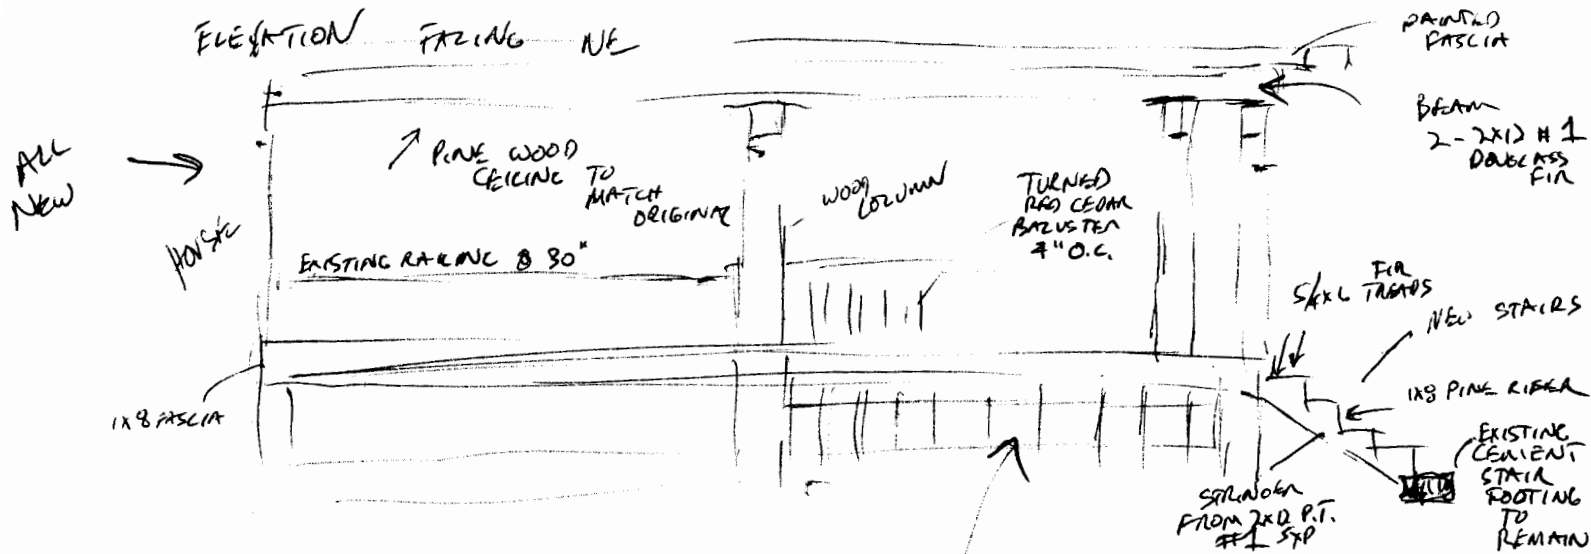 ELEVATION FACING NE
PAINTED
FASCIA
BEAM
2-2x12 #1
DOUGLASS
FIR
ALL
NEW
HOUSE
PINE WOOD
CEILING TO
MATCH
ORIGINAL
WOOD
COLUMN
TURNED
RED CEDAR
BALUSTER
4" O.C.
EXISTING RAILING @ 30"
5/4x6 FIR
TREADS
NEW STAIRS
1x8 FASCIA
1x8 PINE RISER
EXISTING
CEMENT
STAIR
FOOTING
TO
REMAIN
STRINGER
FROM 2x12 P.T.
#1 SYP